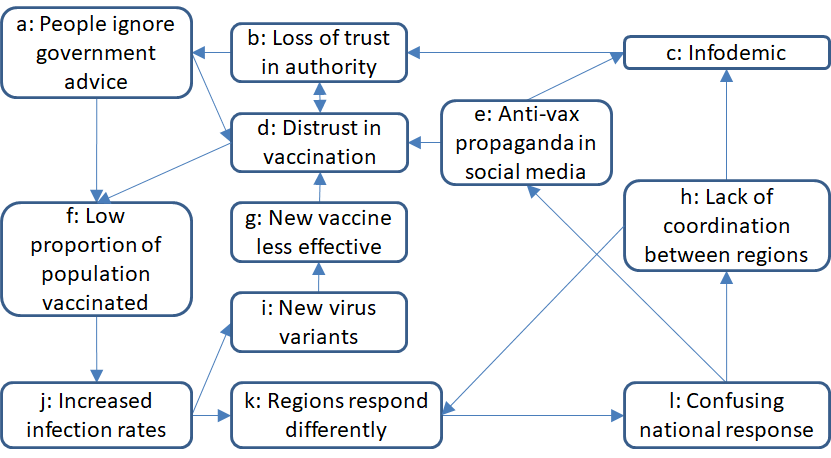 a: People ignore
government
advice
b: Loss of trust
in authority
c: Infodemic
d: Distrust in
vaccination
e: Anti-vax
propaganda in
social media
f: Low
proportion of
population
vaccinated
g: New vaccine
less effective
h: Lack of
coordination
between regions
i: New virus
variants
j: Increased
infection rates
k: Regions respond
differently
l: Confusing
national response